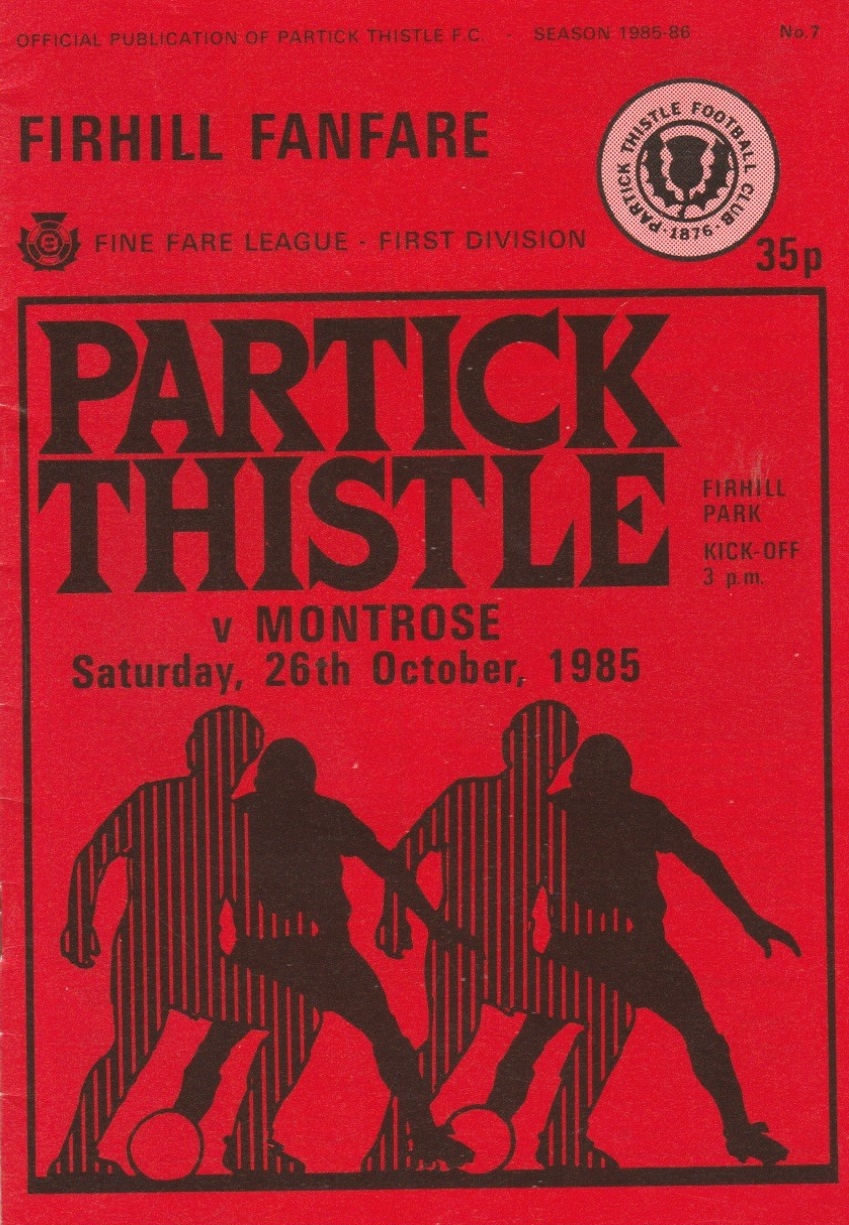 OFFICIAL PUBLICATION OF PARTICK THISTLE F.C. - SEASON 1985-86 No.7
FIRHILL FANFARE
PARTICK THISTLE FOOTBALL CLUB
·1876·
FINE FARE LEAGUE - FIRST DIVISION
35p
PARTICK
THISTLE
FIRHILL
PARK
KICK-OFF
3 p.m.
v MONTROSE
Saturday, 26th October, 1985